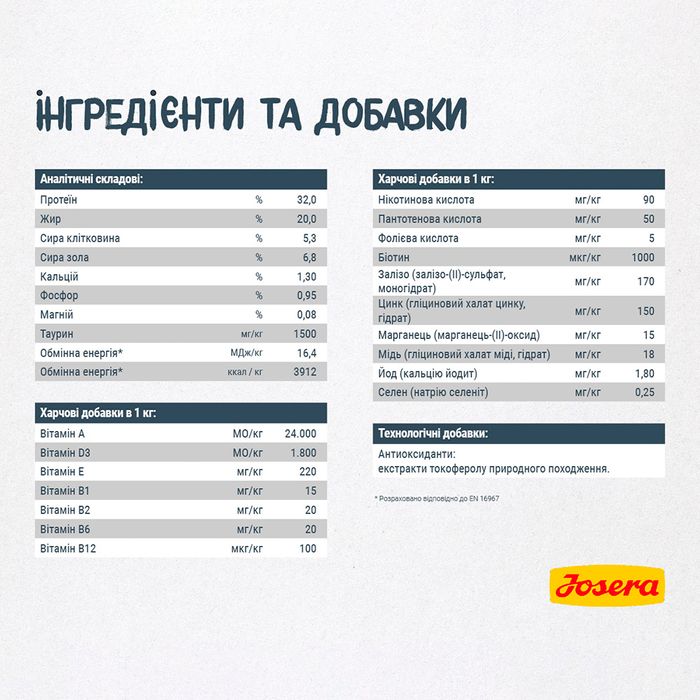 ІНГРЕДІЄНТИ ТА ДОБАВКИ
Аналітичні складові:
Протеїн % 32,0
Жир % 20,0
Сира клітковина % 5,3
Сира зола % 6,8
Кальцій % 1,30
Фосфор % 0,95
Магній % 0,08
Таурин мг/кг 1500
Обмінна енергія* МДж/кг 16,4
Обмінна енергія* ккал / кг 3912
Харчові добавки в 1 кг:
Вітамін A МО/кг 24.000
Вітамін D3 МО/кг 1.800
Вітамін E мг/кг 220
Вітамін B1 мг/кг 15
Вітамін B2 мг/кг 20
Вітамін B6 мг/кг 20
Вітамін B12 мкг/кг 100
Харчові добавки в 1 кг:
Нікотинова кислота мг/кг 90
Пантотенова кислота мг/кг 50
Фолієва кислота мг/кг 5
Біотин мкг/кг 1000
Залізо (залізо-(II)-сульфат,
моногідрат) мг/кг 170
Цинк (гліциновий халат цинку,
гідрат) мг/кг 150
Марганець (марганець-(II)-оксид) мг/кг 15
Мідь (гліциновий халат міді, гідрат) мг/кг 18
Йод (кальцію йодит) мг/кг 1,80
Селен (натрію селеніт) мг/кг 0,25
Технологічні добавки:
Антиоксиданти:
екстракти токоферолу природного походження.
* Розраховано відповідно до EN 16967
Josera